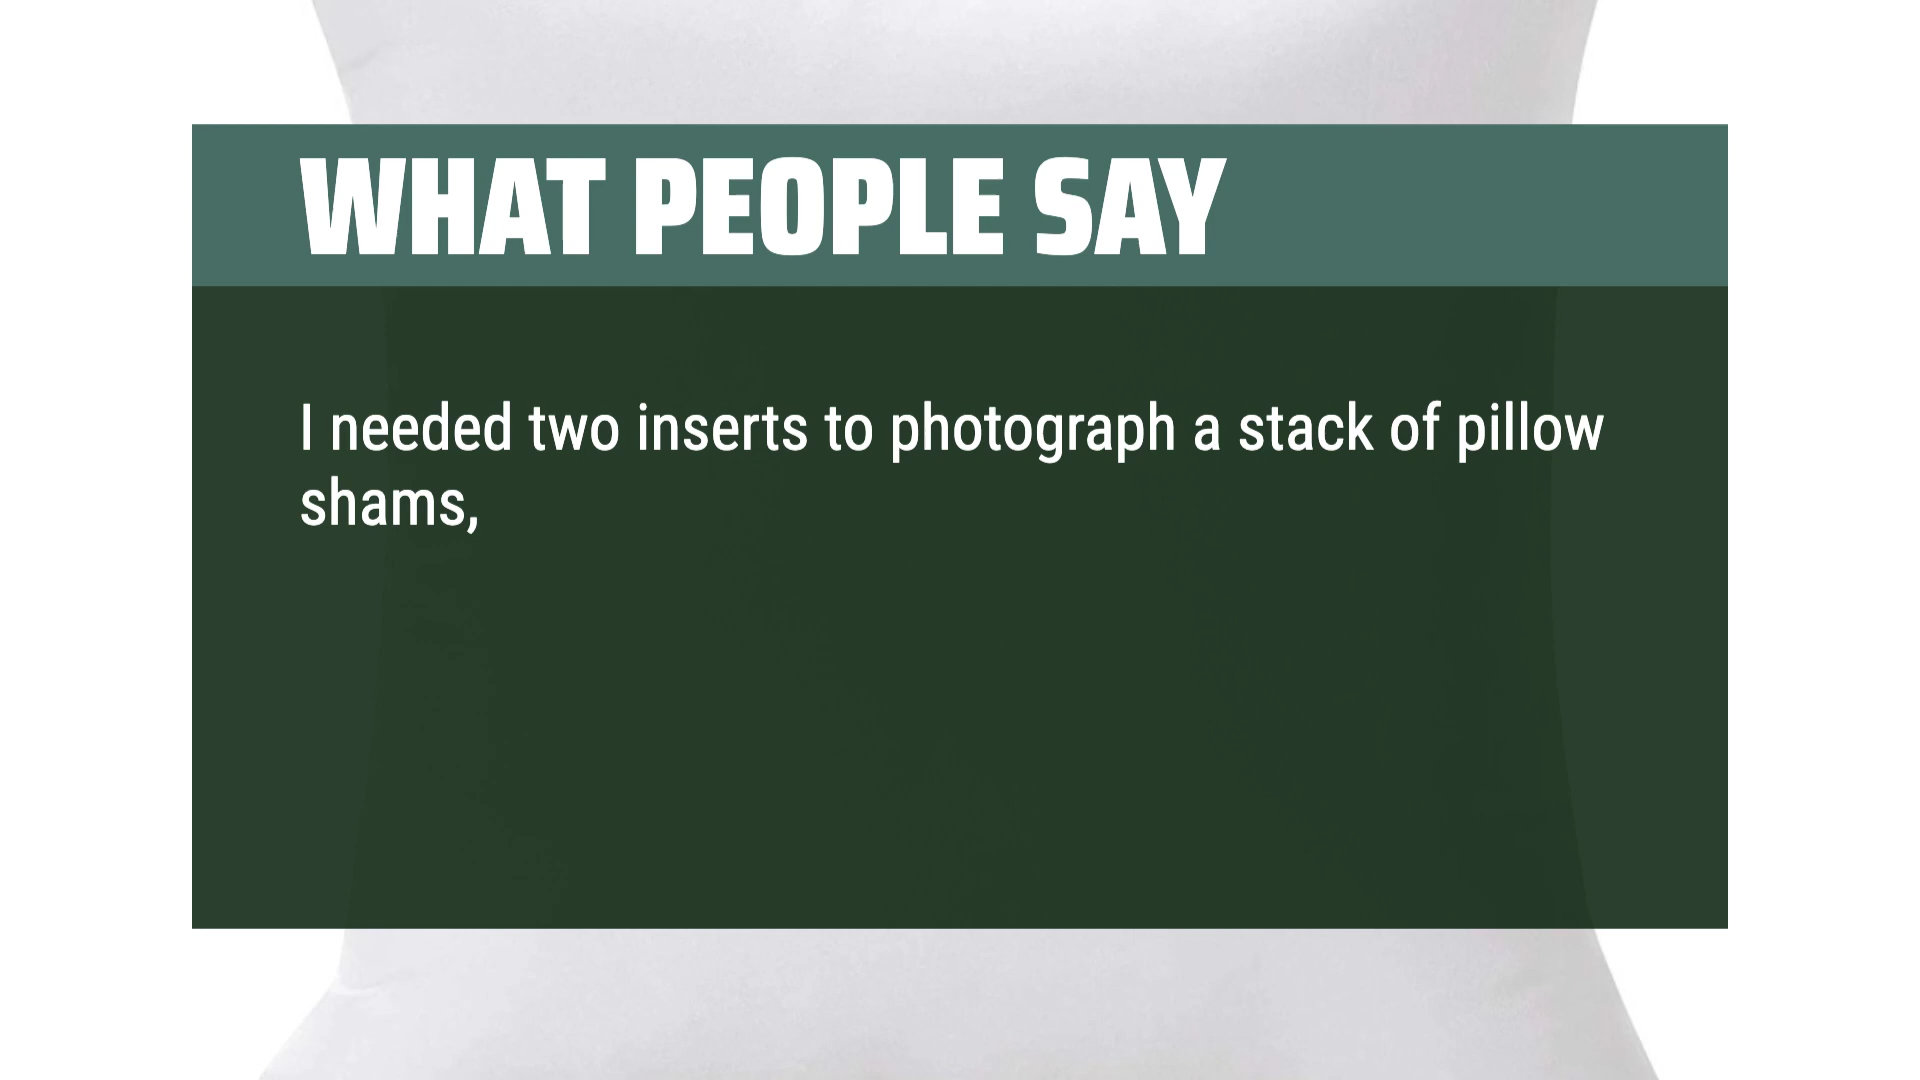 WHAT PEOPLE SAY
I needed two inserts to photograph a stack of pillow
shams,